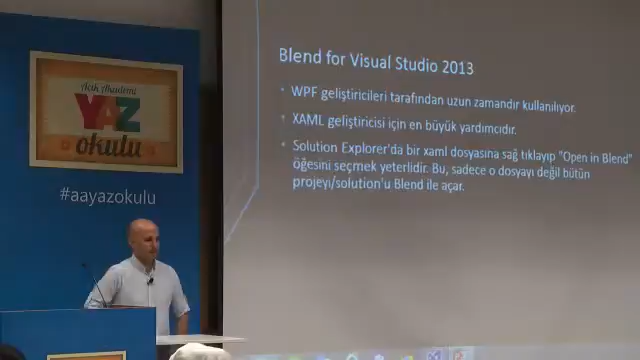 Açık Akademi
YAZ
okulu
#aayazokulu
Blend for Visual Studio 2013
WPF geliştiricileri tarafından uzun zamandır kullanılıyor.
XAML geliştiricisi için en büyük yardımcıdır.
Solution Explorer'da bir xaml dosyasına sağ tıklayıp "Open in Blend"
öğesini seçmek yeterlidir. Bu, sadece o dosyayı değil bütün
projeyi/solution'u Blend ile açar.
#aayazokulu